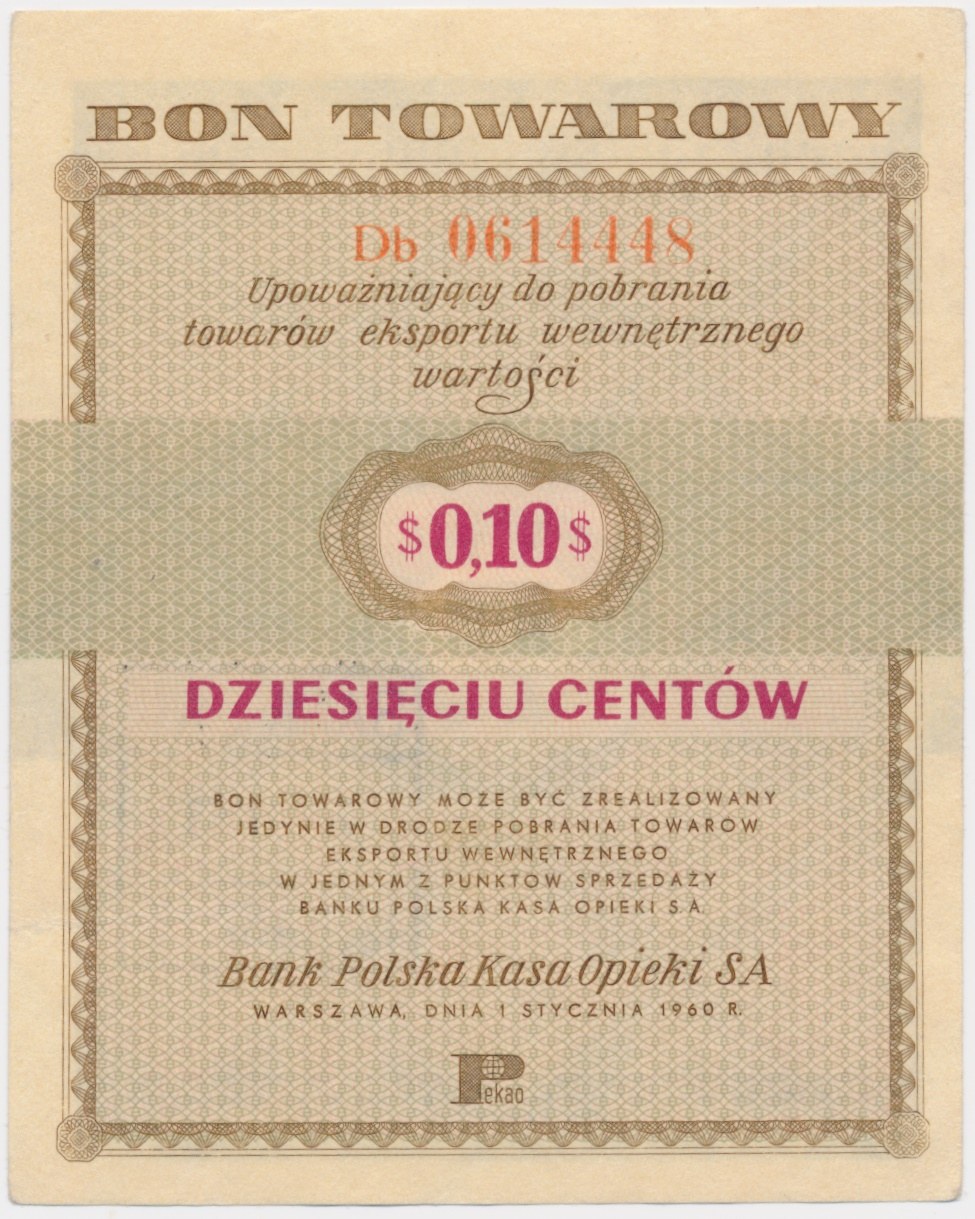 BON TOWAROWY
Db 0614448
Upoważniający do pobrania
towarów eksportu wewnętrznego
wartości
$ 0,10 $
DZIESIĘCIU CENTÓW
BON TOWAROWY MOŻE BYĆ ZREALIZOWANY
JEDYNIE W DRODZE POBRANIA TOWARÓW
EKSPORTU WEWNĘTRZNEGO
W JEDNYM Z PUNKTÓW SPRZEDAŻY
BANKU POLSKA KASA OPIEKI S.A.
Bank Polska Kasa Opieki SA
WARSZAWA, DNIA 1 STYCZNIA 1960 R.
Pekao